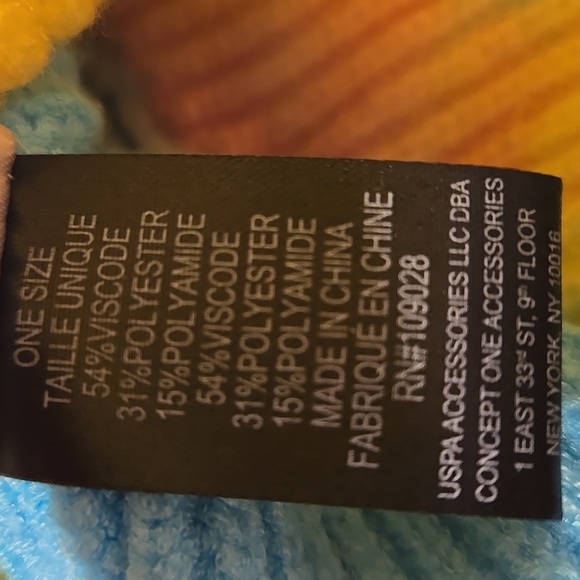 ONE SIZE
TAILLE UNIQUE
54%VISCODE
31%POLYESTER
15%POLYAMIDE
54%VISCODE
31%POLYESTER
15%POLYAMIDE
MADE IN CHINA
FABRIQUÉ EN CHINE
RN#109028
USPA ACCESSORIES LLC DBA
CONCEPT ONE ACCESSORIES
1 EAST 33rd ST, 9th FLOOR
NEW YORK, NY 10016